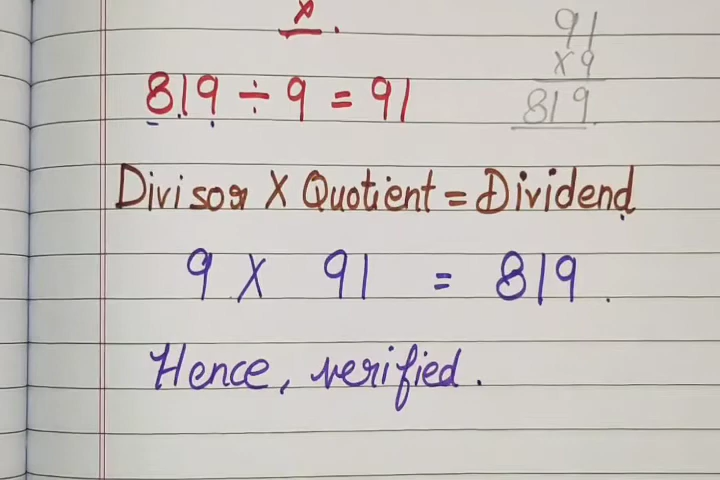 x
819 ÷ 9 = 91
Divisor X Quotient = Dividend
9 X 91 = 819.
Hence, verified.
91
x 9
819